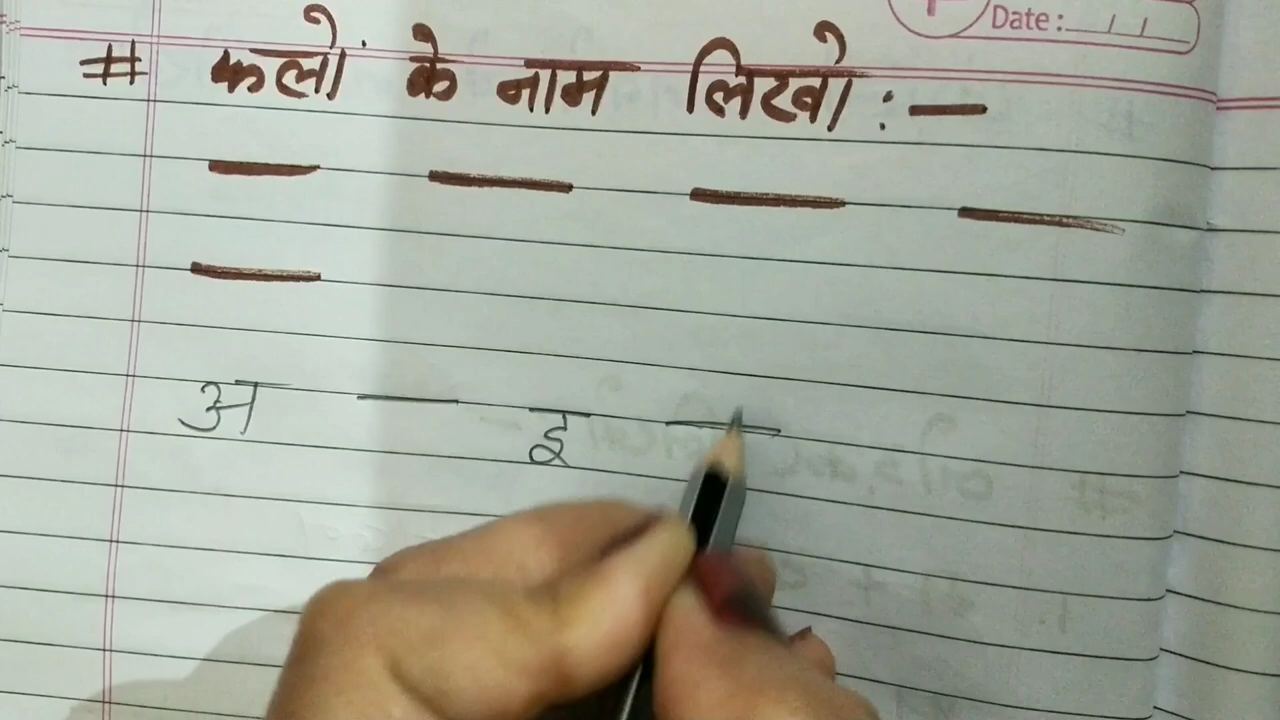 Date : / /
# फलों के नाम लिखो :-
अ — इ —